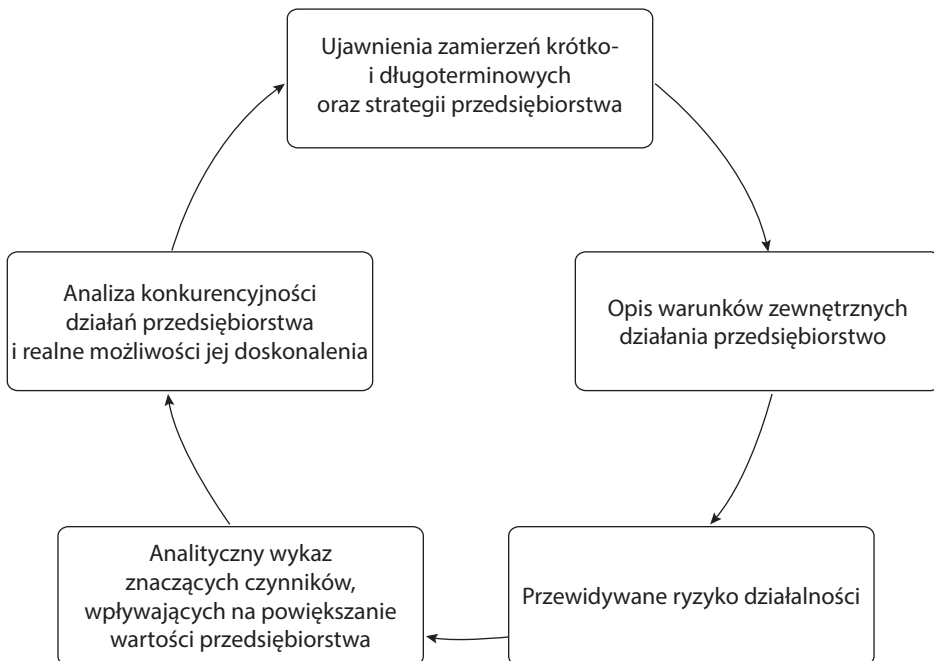 Ujawnienia zamierzeń krótko-
i długoterminowych
oraz strategii przedsiębiorstwa
Opis warunków zewnętrznych
działania przedsiębiorstwo
Przewidywane ryzyko działalności
Analityczny wykaz
znaczących czynników,
wpływających na powiększanie
wartości przedsiębiorstwa
Analiza konkurencyjności
działań przedsiębiorstwa
i realne możliwości jej doskonalenia